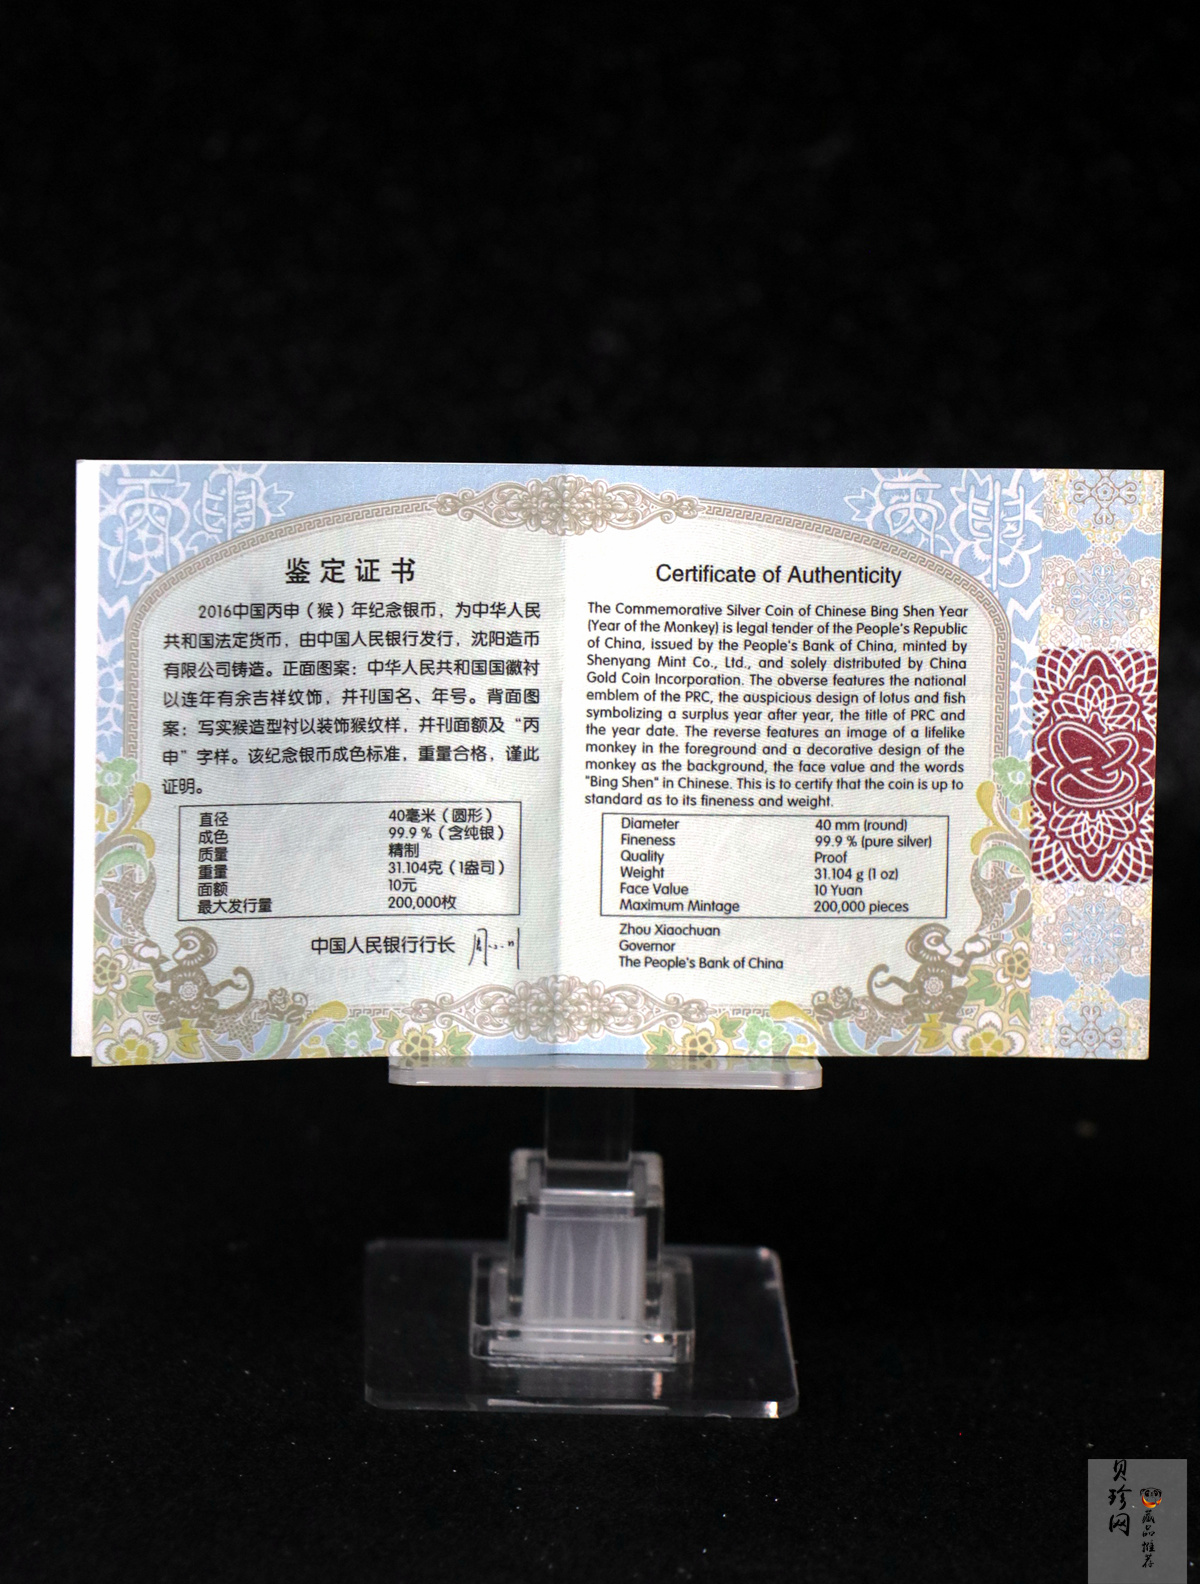 鉴定证书
2016中国丙申（猴）年纪念银币，为中华人民
共和国法定货币，由中国人民银行发行，沈阳造币
有限公司铸造。正面图案：中华人民共和国国徽衬
以连年有余吉祥纹饰，并刊国名、年号。背面图
案：写实猴造型衬以装饰猴纹样，并刊面额及“丙
申”字样。该纪念银币成色标准，重量合格，谨此
证明。
直径 40毫米（圆形）
成色 99.9 %（含纯银）
质量 精制
重量 31.104克（1盎司）
面额 10元
最大发行量 200,000枚
中国人民银行行长
Certificate of Authenticity
The Commemorative Silver Coin of Chinese Bing Shen Year
(Year of the Monkey) is legal tender of the People's Republic
of China, issued by the People's Bank of China, minted by
Shenyang Mint Co., Ltd., and solely distributed by China
Gold Coin Incorporation. The obverse features the national
emblem of the PRC, the auspicious design of lotus and fish
symbolizing a surplus year after year, the title of PRC and
the year date. The reverse features an image of a lifelike
monkey in the foreground and a decorative design of the
monkey as the background, the face value and the words
"Bing Shen" in Chinese. This is to certify that the coin is up to
standard as to its fineness and weight.
Diameter 40 mm (round)
Fineness 99.9 % (pure silver)
Quality Proof
Weight 31.104 g (1 oz)
Face Value 10 Yuan
Maximum Mintage 200,000 pieces
Zhou Xiaochuan
Governor
The People's Bank of China
贝珍网
藏品推荐